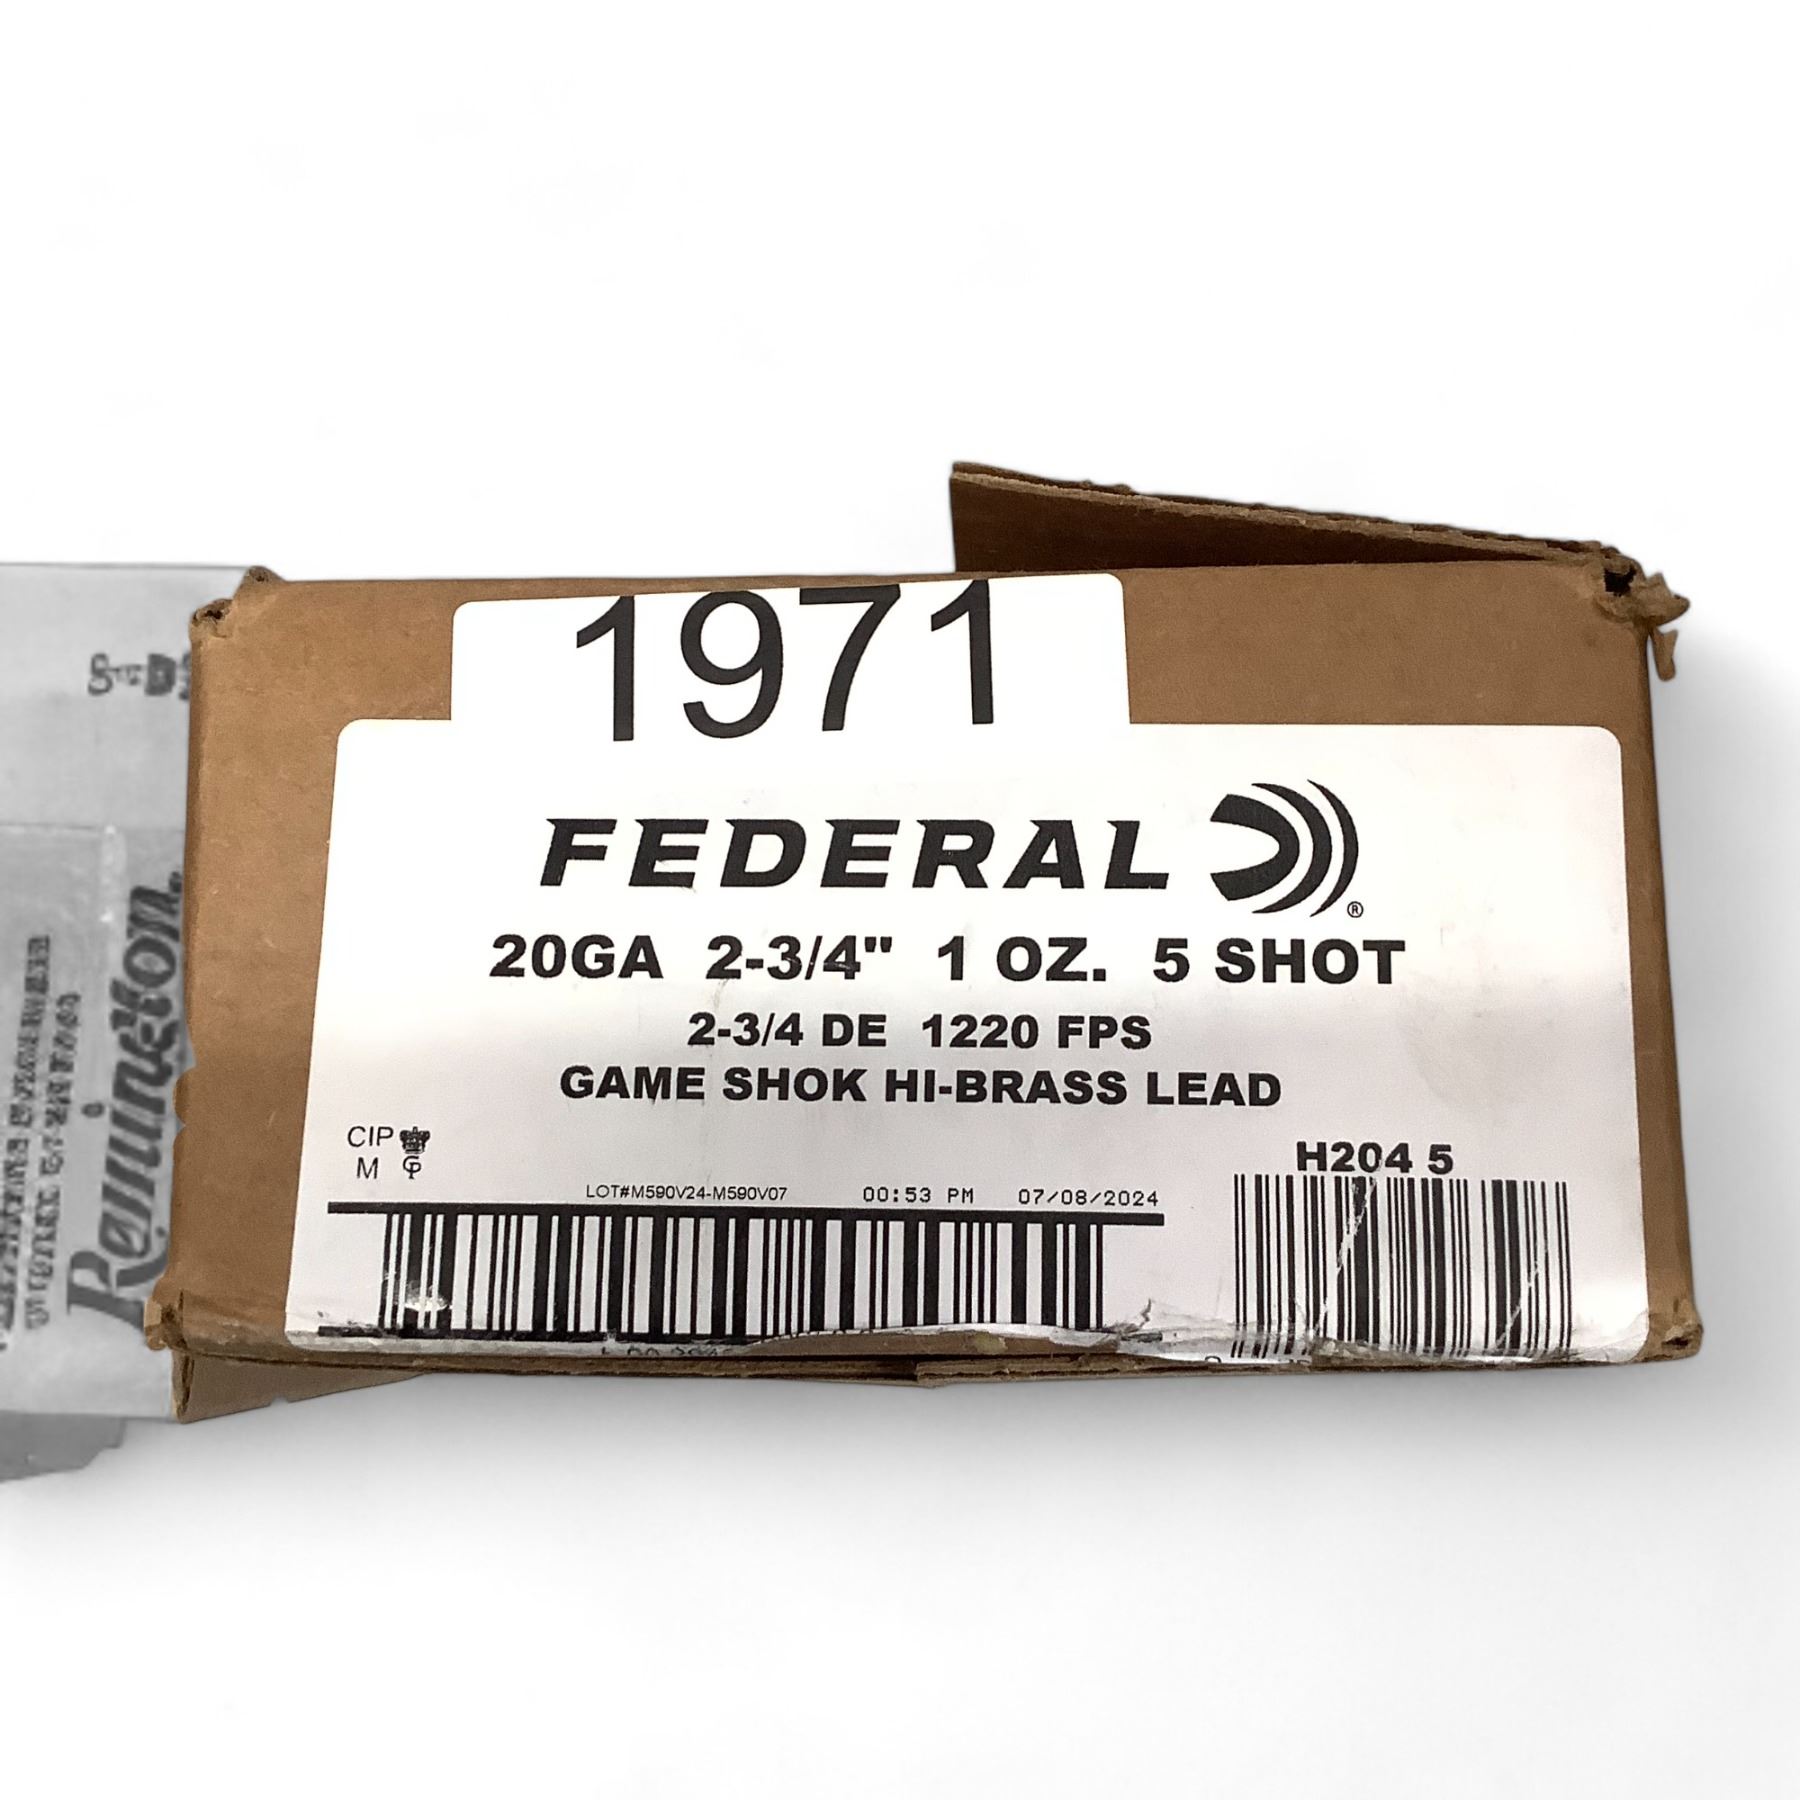 1971
FEDERAL ®
20GA 2-3/4" 1 OZ. 5 SHOT
2-3/4 DE 1220 FPS
GAME SHOK HI-BRASS LEAD
CIP
M
H204 5
LOT#M590V24-M590V07 00:53 PM 07/08/2024
Remington